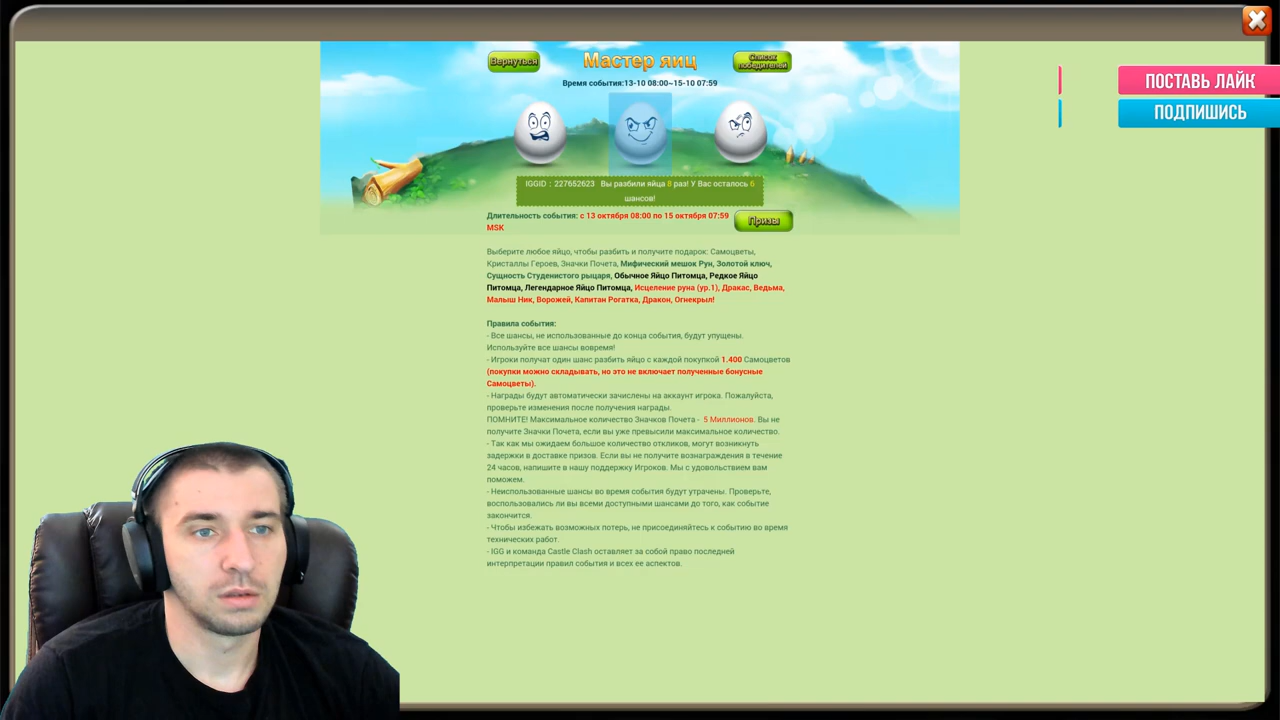 Вернуться
Мастер яиц
Список
победителей
Время события:13-10 08:00~15-10 07:59
ПОСТАВЬ ЛАЙК
ПОДПИШИСЬ
IGGID : 227652623 Вы разбили яйца 8 раз! У Вас осталось 6
шансов!
Длительность события: с 13 октября 08:00 по 15 октября 07:59
MSK
Призы
Выберите любое яйцо, чтобы разбить и получите подарок: Самоцветы,
Кристаллы Героев, Значки Почета, Мифический мешок Рун, Золотой ключ,
Сущность Студенистого рыцаря, Обычное Яйцо Питомца, Редкое Яйцо
Питомца, Легендарное Яйцо Питомца, Исцеление руна (ур.1), Дракас, Ведьма,
Малыш Ник, Ворожей, Капитан Рогатка, Дракон, Огнекрыл!
Правила события:
- Все шансы, не использованные до конца события, будут упущены.
Используйте все шансы вовремя!
- Игроки получат один шанс разбить яйцо с каждой покупкой 1.400 Самоцветов
(покупки можно складывать, но это не включает полученные бонусные
Самоцветы).
- Награды будут автоматически зачислены на аккаунт игрока. Пожалуйста,
проверьте изменения после получения награды.
ПОМНИТЕ! Максимальное количество Значков Почета - 5 Миллионов. Вы не
получите Значки Почета, если вы уже превысили максимальное количество.
- Так как мы ожидаем большое количество откликов, могут возникнуть
задержки в доставке призов. Если вы не получите вознаграждения в течение
24 часов, напишите в нашу поддержку Игроков. Мы с удовольствием вам
поможем.
- Неиспользованные шансы во время события будут утрачены. Проверьте,
воспользовались ли вы всеми доступными шансами до того, как событие
закончится.
- Чтобы избежать возможных потерь, не присоединяйтесь к событию во время
технических работ.
- IGG и команда Castle Clash оставляет за собой право последней
интерпретации правил события и всех ее аспектов.